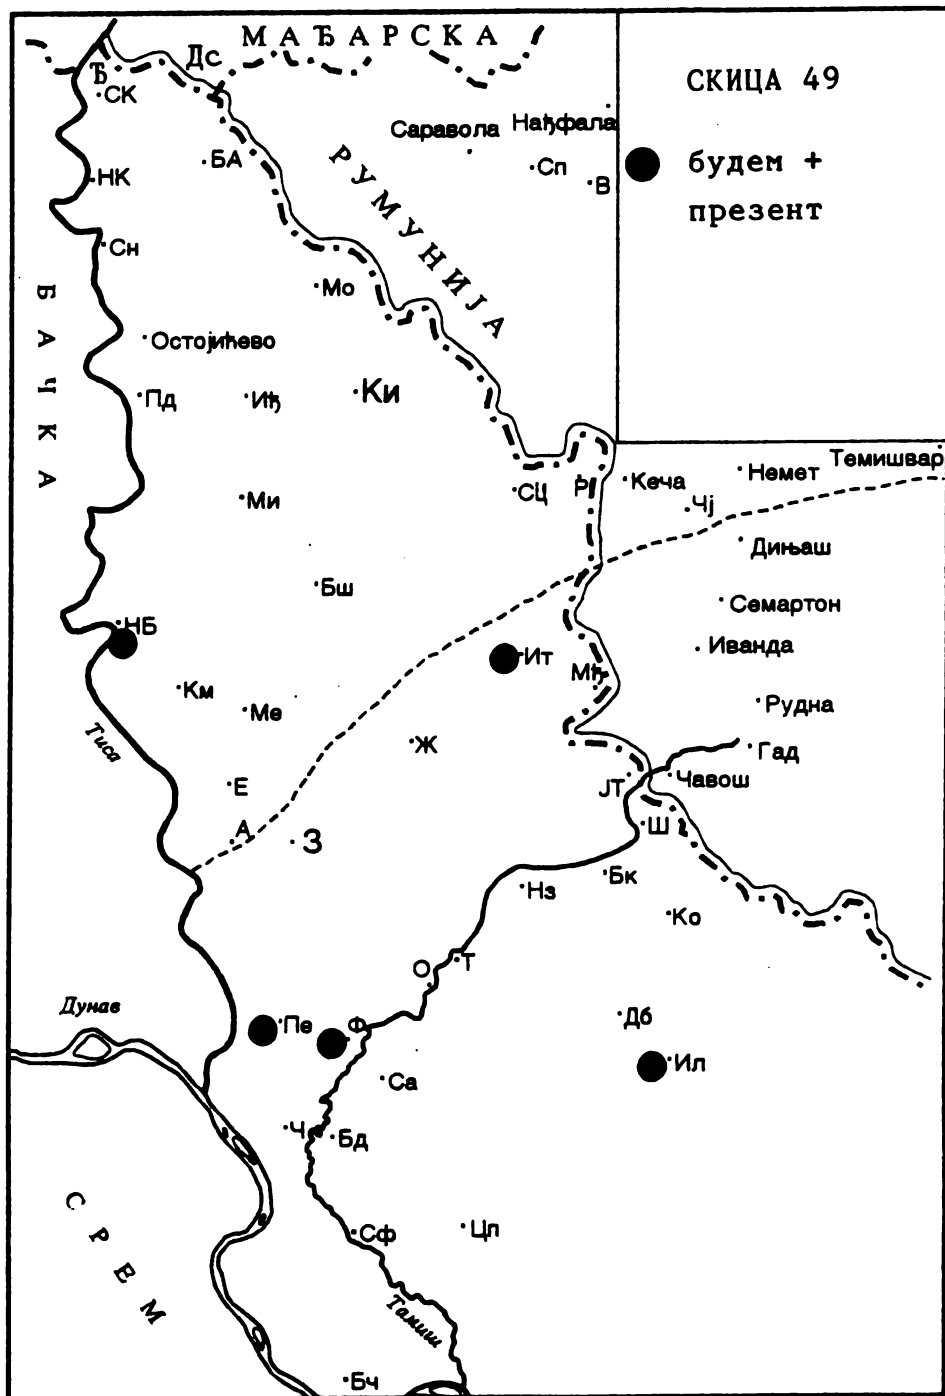 МАЂАРСКА
Ђ
Дс
СК
СКИЦА 49
Саравола
Нађфала
БА
Сп
В
будем +
презент
НК
РУМУНИЈА
Сн
БАЧКА
Мо
Остојићево
Пд
Иђ
Ки
Ми
СЦ
Р
Кеча
Немет
Темишвар
Чј
Дињаш
Бш
Семартон
НБ
Ит
Иванда
Мђ
Км
Рудна
Ме
Тиса
Ж
Гад
Е
ЈТ
Чавош
А
З
Ш
Нз
Бк
Ко
О
Т
Дунав
Пе
Ф
Дб
Са
Ил
Ч
Бд
СРЕМ
Сф
Цп
Тамиш
Бч